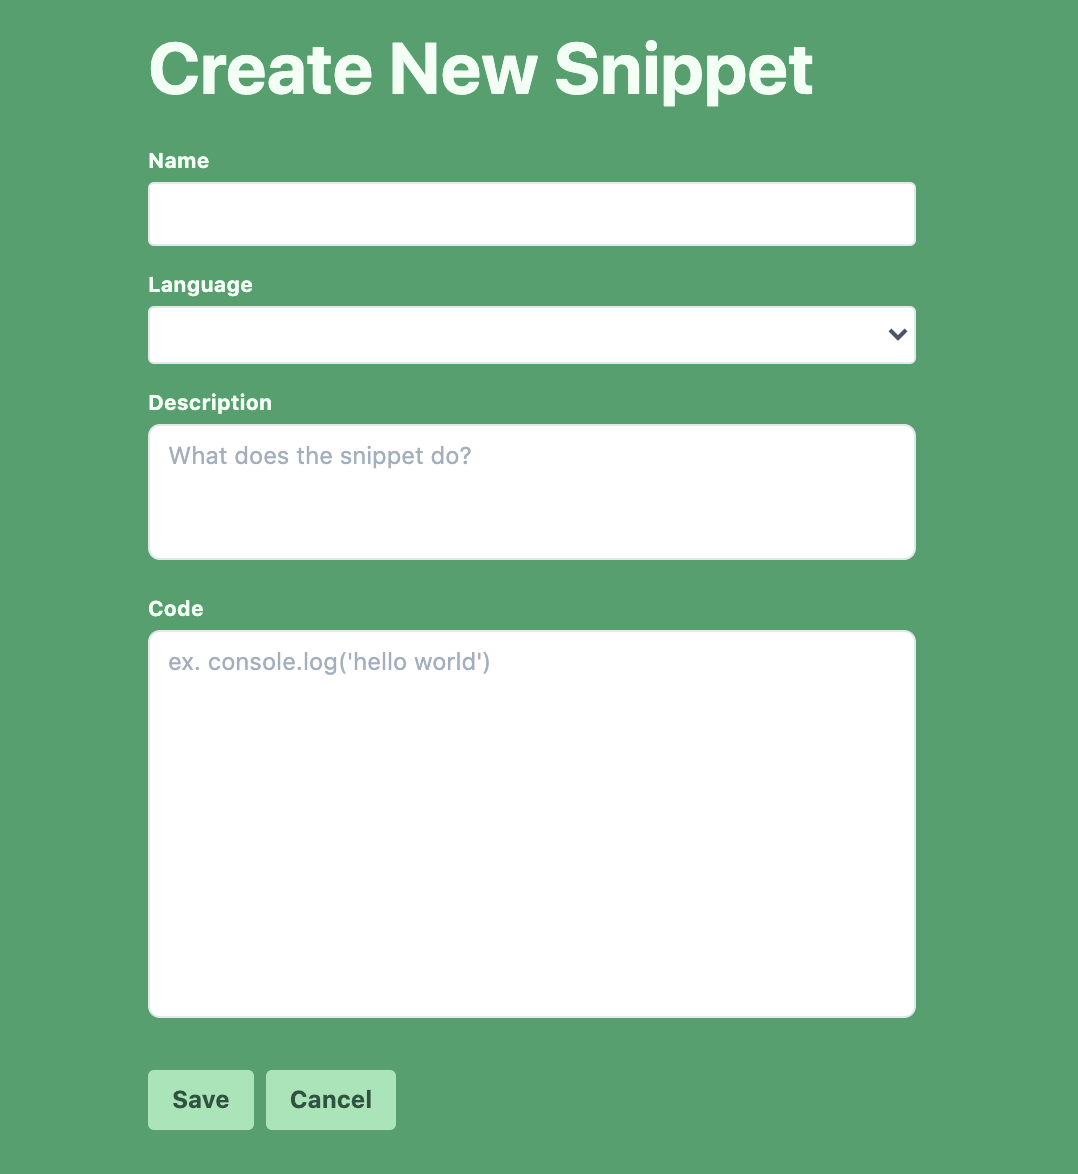 Create New Snippet
Name
Language
Description
What does the snippet do?
Code
ex. console.log('hello world')
Save
Cancel